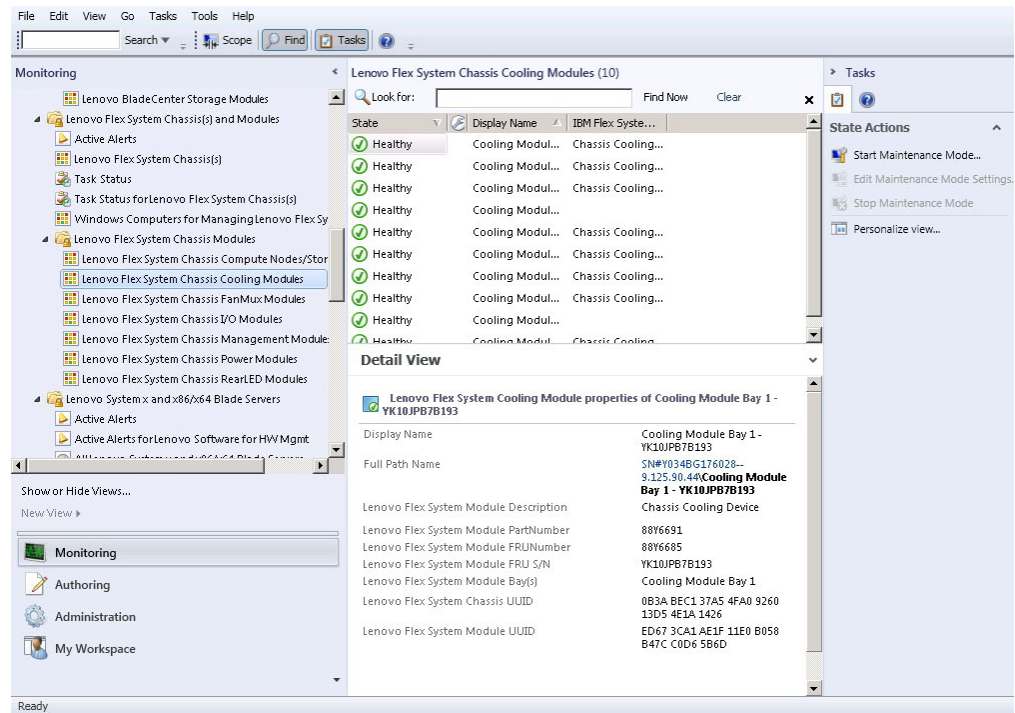 File Edit View Go Tasks Tools Help
Search Scope Find Tasks
Monitoring
Lenovo BladeCenter Storage Modules
Lenovo Flex System Chassis(s) and Modules
Active Alerts
Lenovo Flex System Chassis(s)
Task Status
Task Status forLenovo Flex System Chassis(s)
Windows Computers for ManagingLenovo Flex Sy
Lenovo Flex System Chassis Modules
Lenovo Flex System Chassis Compute Nodes/Stor
Lenovo Flex System Chassis Cooling Modules
Lenovo Flex System Chassis FanMux Modules
Lenovo Flex System Chassis I/O Modules
Lenovo Flex System Chassis Management Module:
Lenovo Flex System Chassis Power Modules
Lenovo Flex System Chassis RearLED Modules
Lenovo System x and x86/x64 Blade Servers
Active Alerts
Active Alerts forLenovo Software for HW Mgmt
Show or Hide Views...
New View
Monitoring
Authoring
Administration
My Workspace
Lenovo Flex System Chassis Cooling Modules (10)
Look for: Find Now Clear
State Display Name IBM Flex Syste...
Healthy Cooling Modul... Chassis Cooling...
Healthy Cooling Modul... Chassis Cooling...
Healthy Cooling Modul... Chassis Cooling...
Healthy Cooling Modul...
Healthy Cooling Modul... Chassis Cooling...
Healthy Cooling Modul... Chassis Cooling...
Healthy Cooling Modul... Chassis Cooling...
Healthy Cooling Modul... Chassis Cooling...
Healthy Cooling Modul...
Healthy Cooling Modul... Chassis Cooling
Detail View
Lenovo Flex System Cooling Module properties of Cooling Module Bay 1 -
YK10JPB7B193
Display Name Cooling Module Bay 1 -
YK10JPB7B193
Full Path Name SN#Y034BG176028--
9.125.90.44\Cooling Module
Bay 1 - YK10JPB7B193
Lenovo Flex System Module Description Chassis Cooling Device
Lenovo Flex System Module PartNumber 88Y6691
Lenovo Flex System Module FRUNumber 88Y6685
Lenovo Flex System Module FRU S/N YK10JPB7B193
Lenovo Flex System Module Bay(s) Cooling Module Bay 1
Lenovo Flex System Chassis UUID 0B3A BEC1 37A5 4FA0 9260
13D5 4E1A 1426
Lenovo Flex System Module UUID ED67 3CA1 AE1F 11E0 B058
B47C C0D6 5B6D
Tasks
State Actions
Start Maintenance Mode...
Edit Maintenance Mode Settings.
Stop Maintenance Mode
Personalize view...
Ready